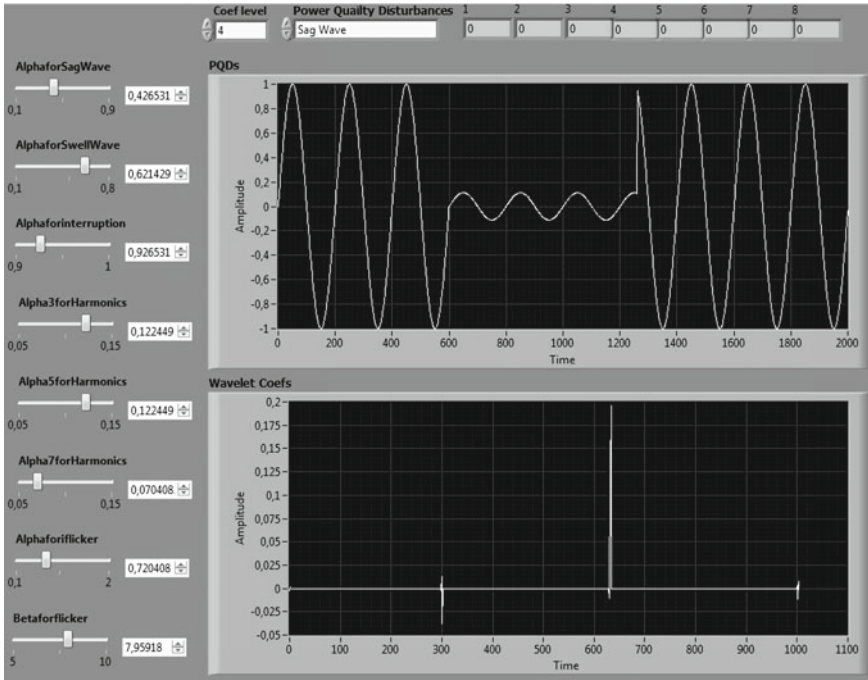 Coef level
4
Power Quailty Disturbances
Sag Wave
1 2 3 4 5 6 7 8
0 0 0 0 0 0 0 0
AlphaforSagWave
0,426531
0,1 0,9
AlphaforSwellWave
0,621429
0,1 0,8
Alphaforinterruption
0,926531
0,9 1
Alpha3forHarmonics
0,122449
0,05 0,15
Alpha5forHarmonics
0,122449
0,05 0,15
Alpha7forHarmonics
0,070408
0,05 0,15
Alphaforiflicker
0,720408
0,1 2
Betaforflicker
7,95918
5 10
PQDs
Amplitude
1
0,8
0,6
0,4
0,2
0
-0,2
-0,4
-0,6
-0,8
-1
0 200 400 600 800 1000 1200 1400 1600 1800 2000
Time
Wavelet Coefs
Amplitude
0,2
0,175
0,15
0,125
0,1
0,075
0,05
0,025
0
-0,025
-0,05
0 100 200 300 400 500 600 700 800 900 1000 1100
Time